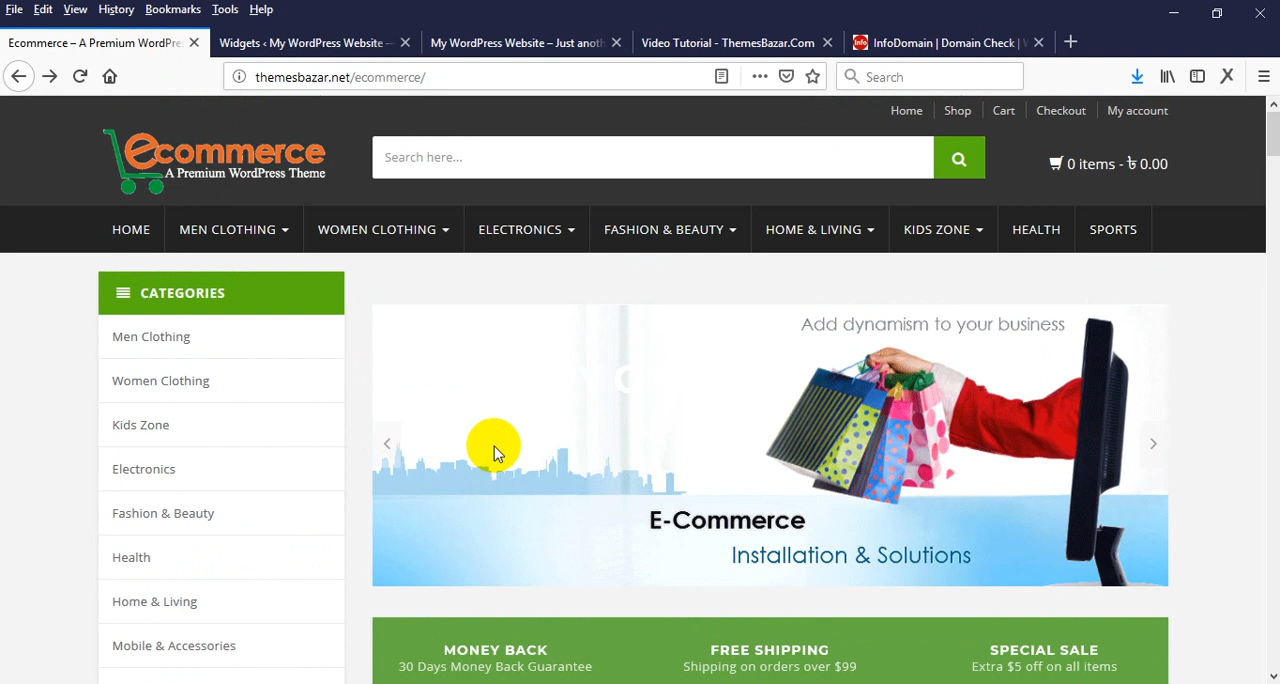 File Edit View History Bookmarks Tools Help
Ecommerce – A Premium WordPre
Widgets ‹ My WordPress Website –
My WordPress Website – Just anoth
Video Tutorial - ThemesBazar.Com
Info InfoDomain | Domain Check |
themesbazar.net/ecommerce/
Search
Home Shop Cart Checkout My account
ecommerce
A Premium WordPress Theme
Search here...
0 items - ৳ 0.00
HOME MEN CLOTHING WOMEN CLOTHING ELECTRONICS FASHION & BEAUTY HOME & LIVING KIDS ZONE HEALTH SPORTS
CATEGORIES
Men Clothing
Women Clothing
Kids Zone
Electronics
Fashion & Beauty
Health
Home & Living
Mobile & Accessories
Add dynamism to your business
E-Commerce
Installation & Solutions
MONEY BACK
30 Days Money Back Guarantee
FREE SHIPPING
Shipping on orders over $99
SPECIAL SALE
Extra $5 off on all items